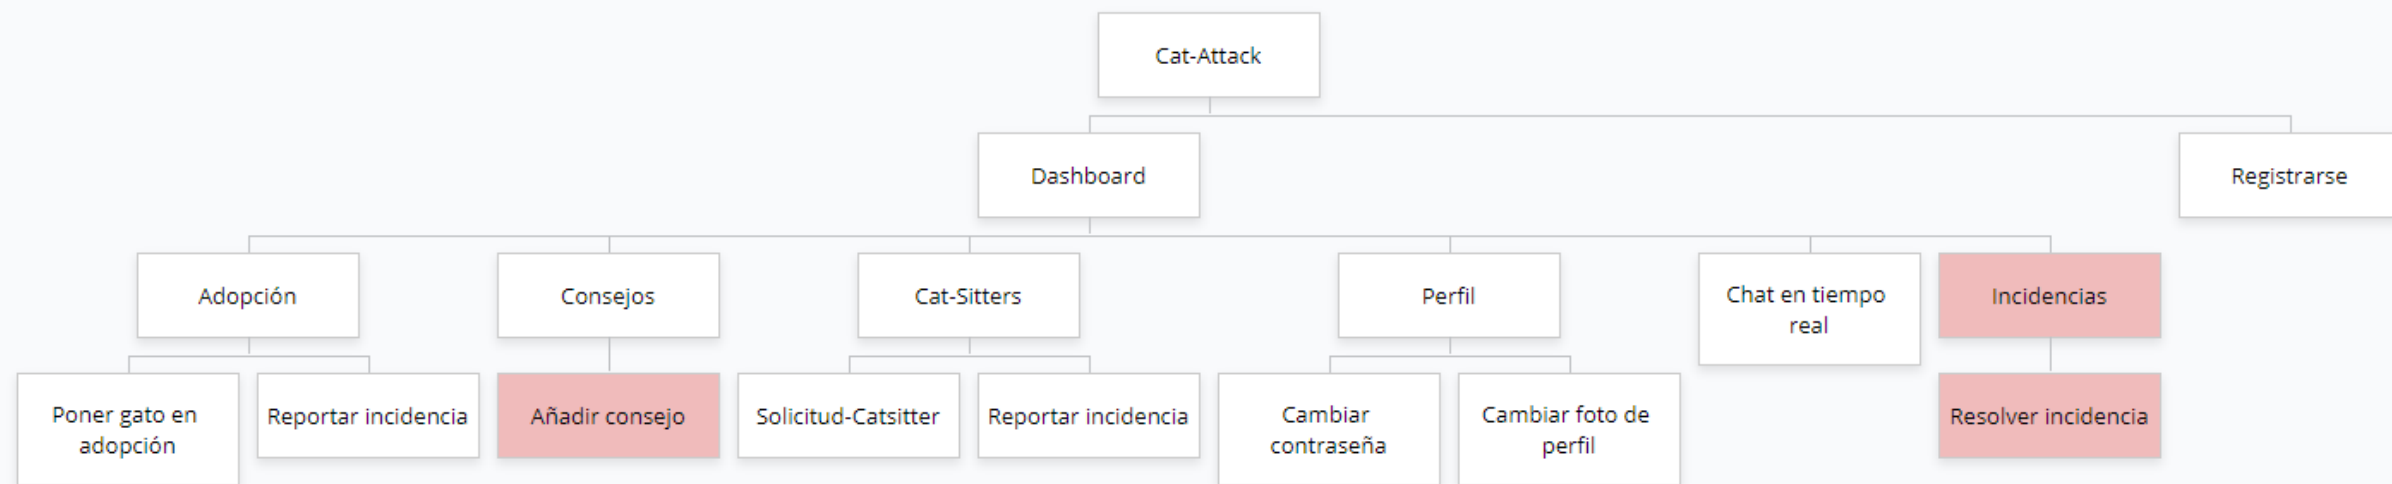 Cat-Attack
Dashboard
Registrarse
Adopción
Consejos
Cat-Sitters
Perfil
Chat en tiempo
real
Incidencias
Poner gato en
adopción
Reportar incidencia
Añadir consejo
Solicitud-Catsitter
Reportar incidencia
Cambiar
contraseña
Cambiar foto de
perfil
Resolver incidencia